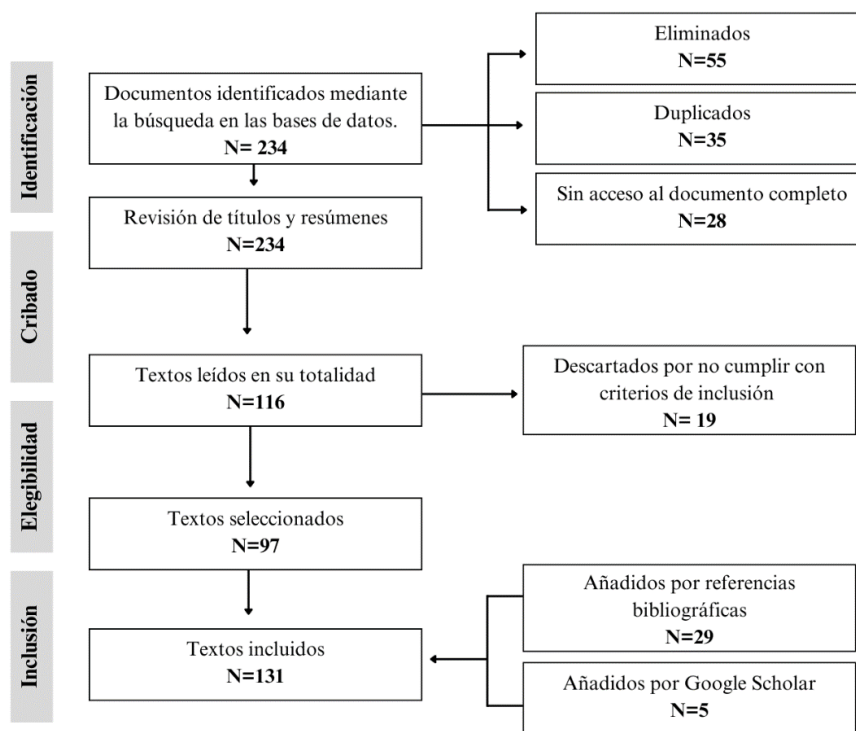 Identificación
Documentos identificados mediante
la búsqueda en las bases de datos.
N= 234
Eliminados
N=55
Duplicados
N=35
Sin acceso al documento completo
N=28
Revisión de títulos y resúmenes
N=234
Cribado
Textos leídos en su totalidad
N=116
Descartados por no cumplir con
criterios de inclusión
N= 19
Elegibilidad
Textos seleccionados
N=97
Inclusión
Textos incluidos
N=131
Añadidos por referencias
bibliográficas
N=29
Añadidos por Google Scholar
N=5